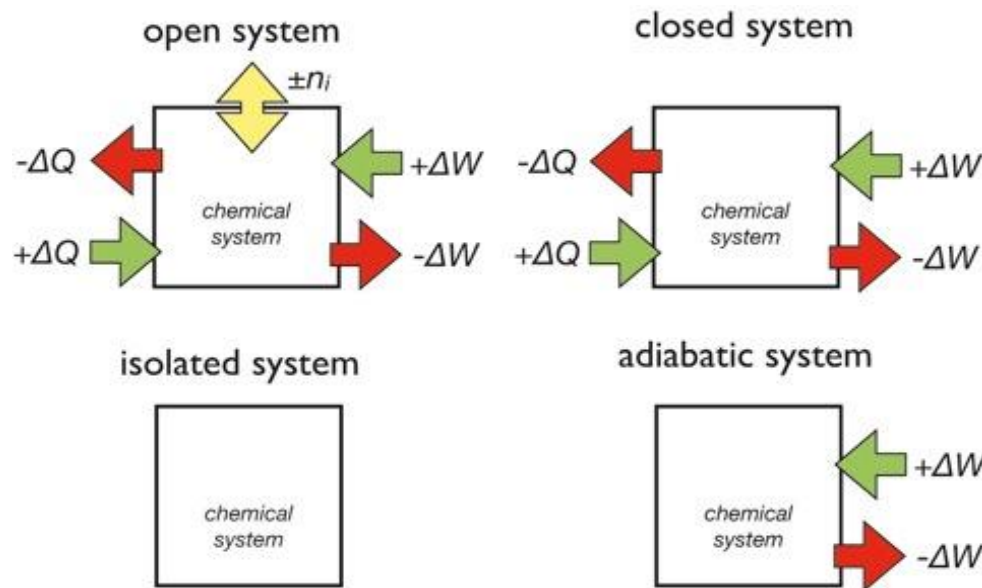 open system
closed system
±nᵢ
-ΔQ
+ΔW
chemical
system
+ΔQ
-ΔW
-ΔQ
+ΔW
chemical
system
+ΔQ
-ΔW
isolated system
adiabatic system
chemical
system
+ΔW
chemical
system
-ΔW